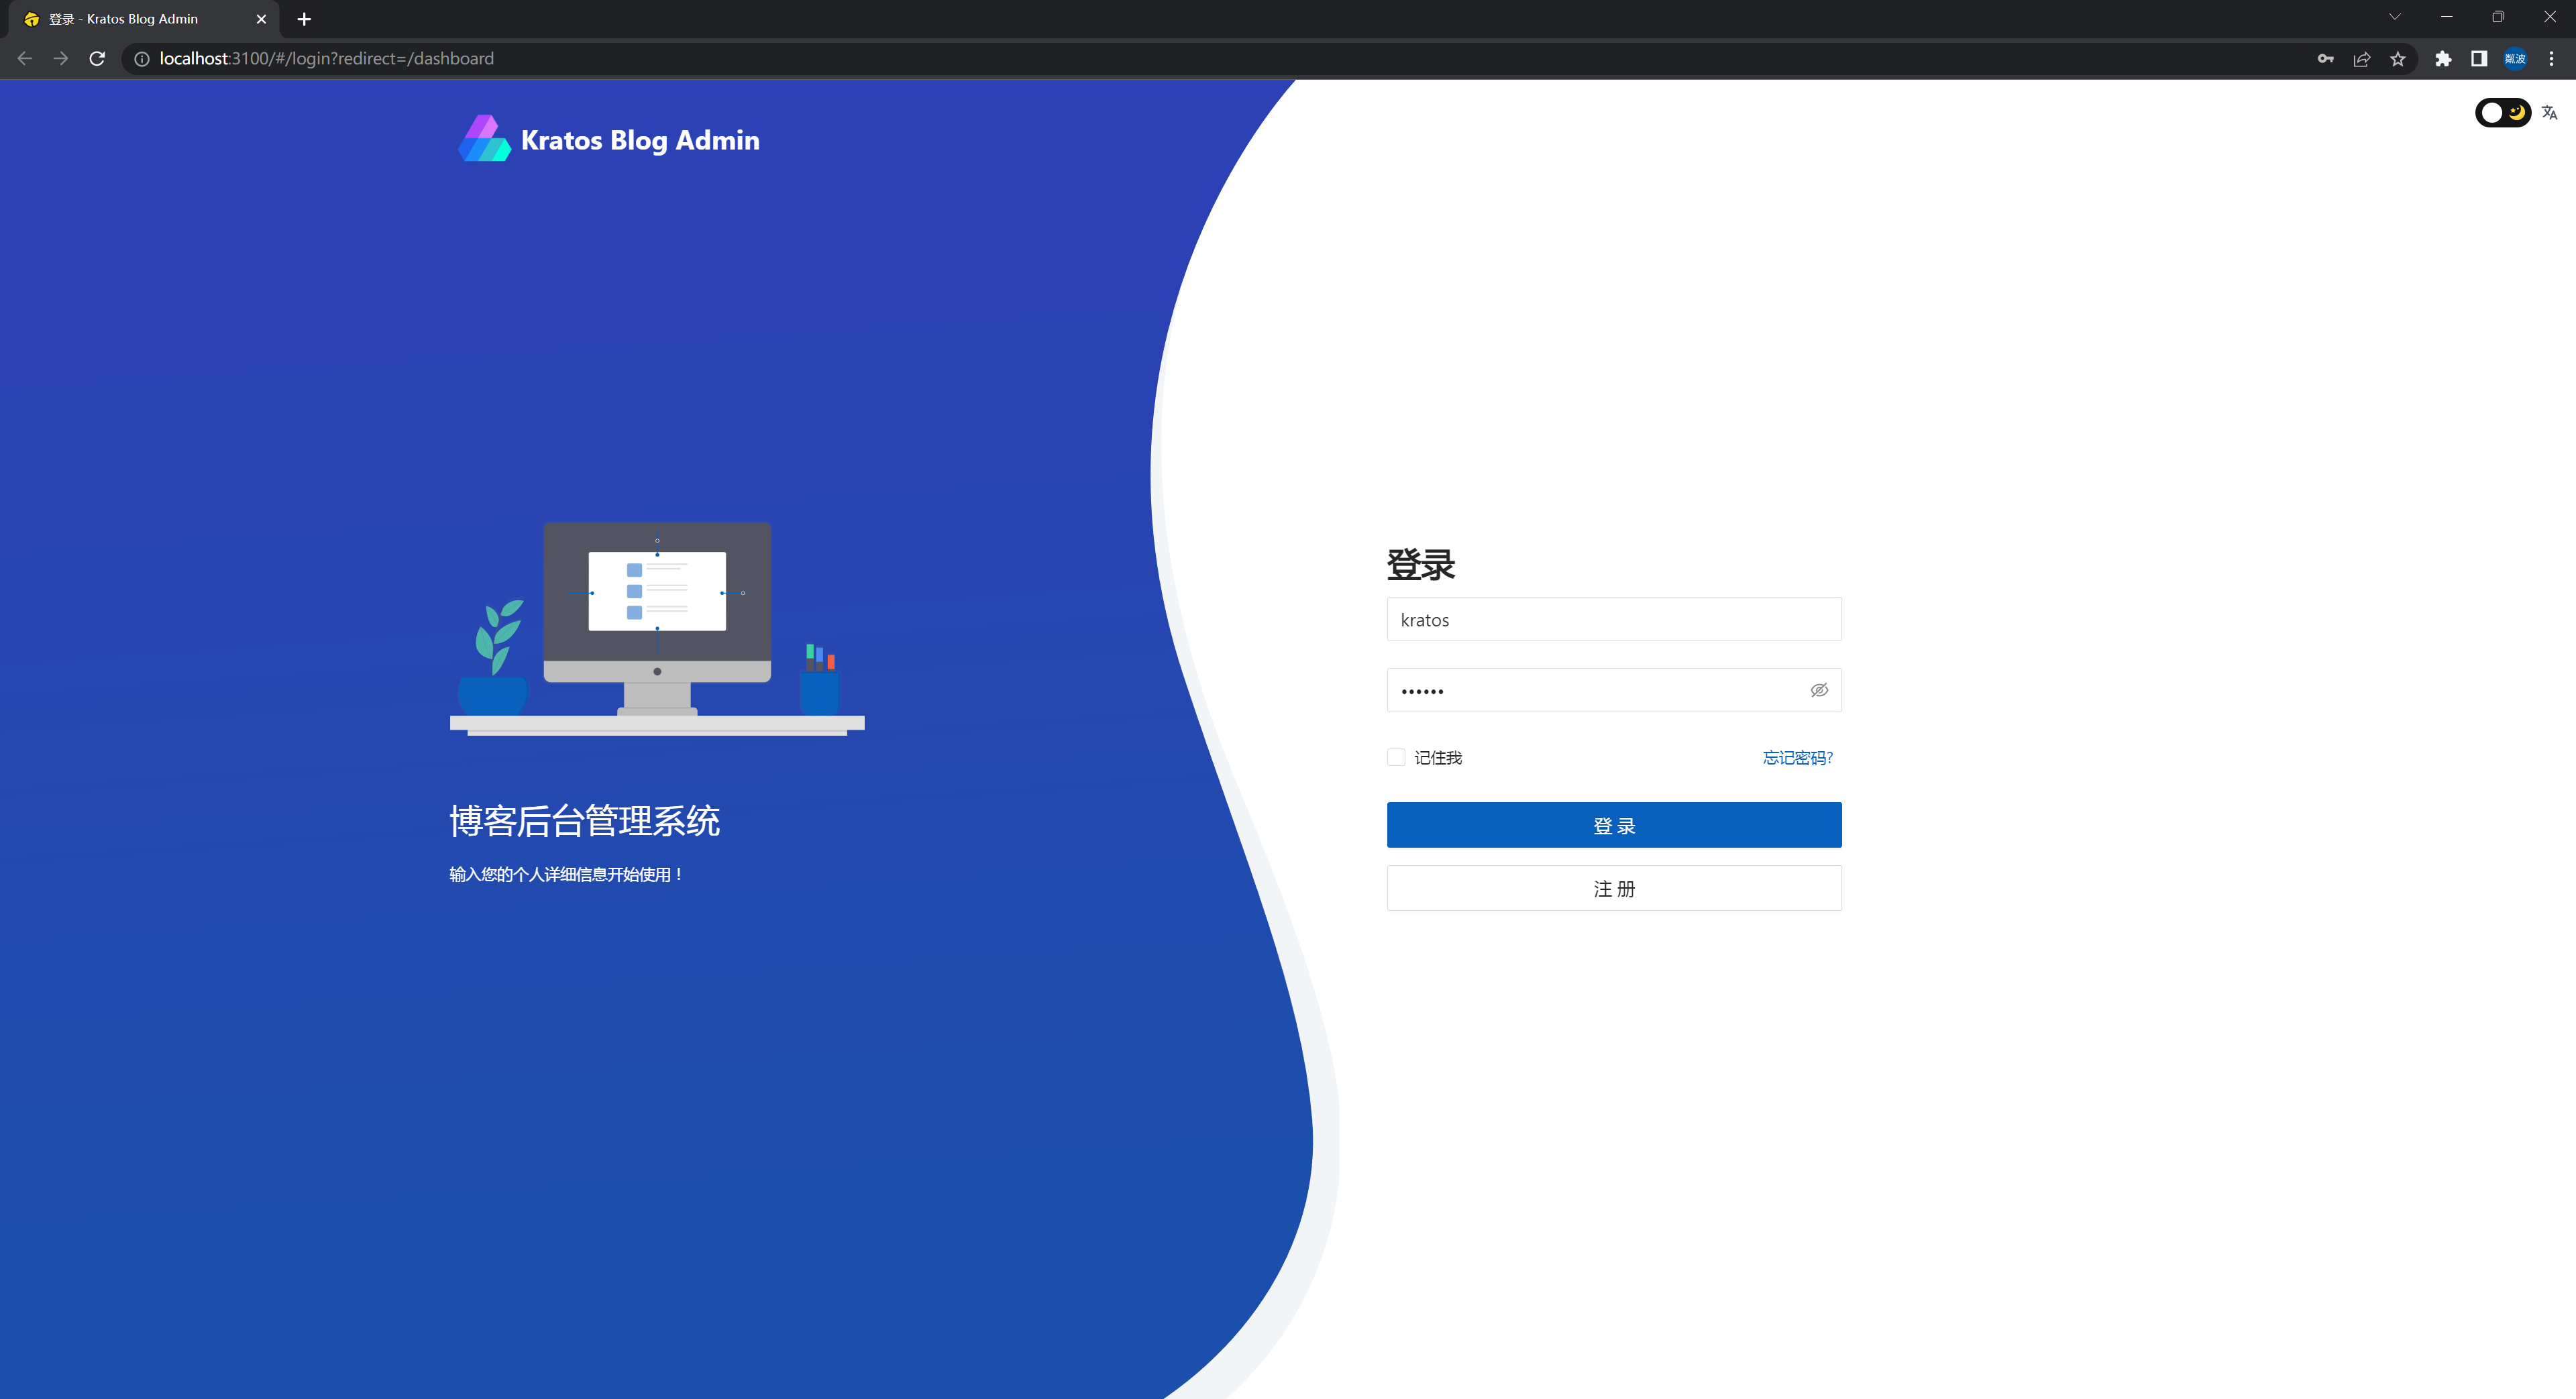 登录 - Kratos Blog Admin
localhost:3100/#/login?redirect=/dashboard
Kratos Blog Admin
登录
kratos
••••••
记住我
忘记密码?
登 录
注 册
博客后台管理系统
输入您的个人详细信息开始使用！